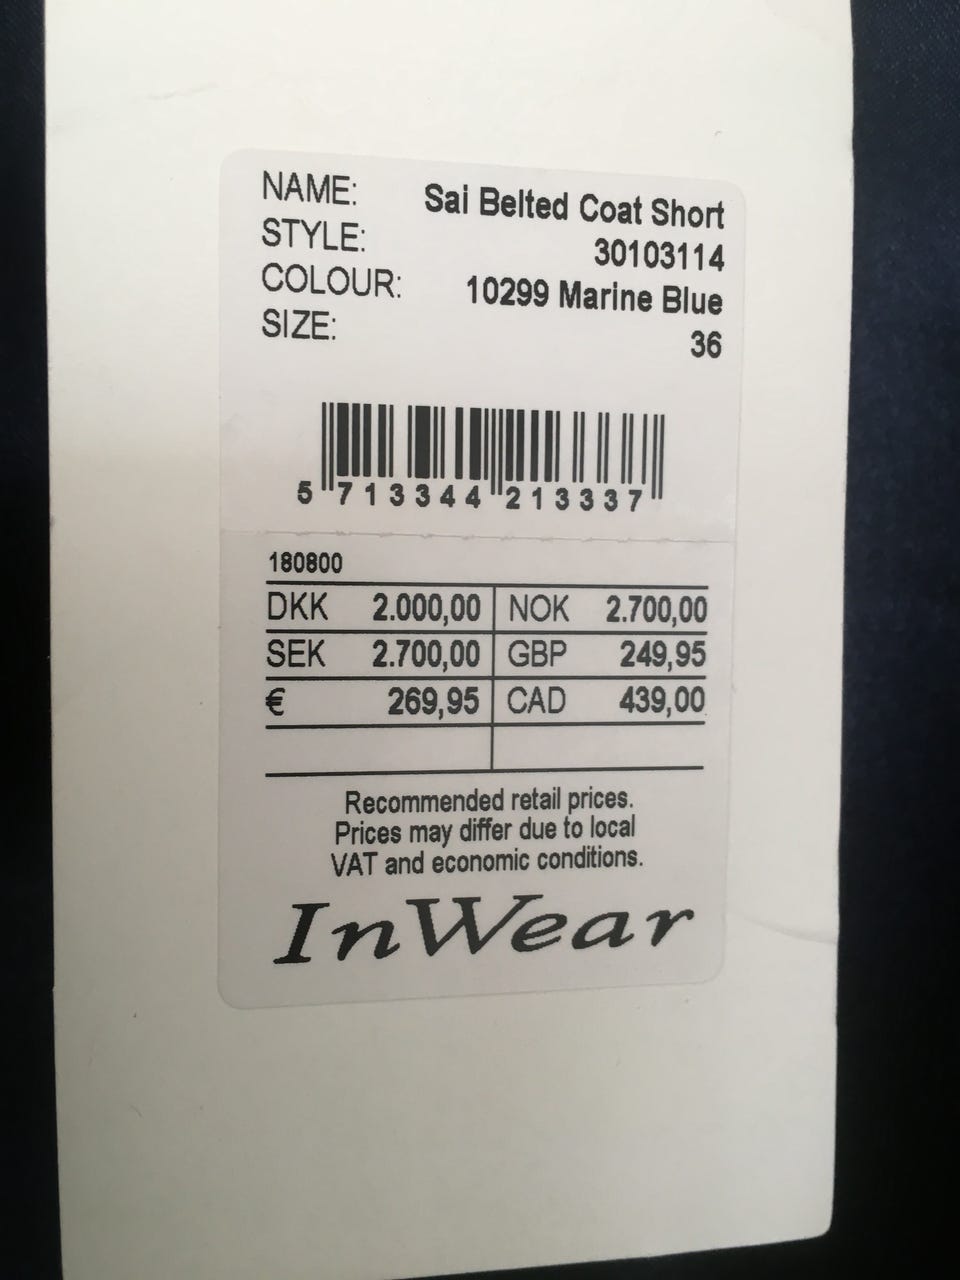 NAME: Sai Belted Coat Short
STYLE: 30103114
COLOUR: 10299 Marine Blue
SIZE: 36
5 713344 213337
180800
DKK 2.000,00 NOK 2.700,00
SEK 2.700,00 GBP 249,95
€ 269,95 CAD 439,00
Recommended retail prices.
Prices may differ due to local
VAT and economic conditions.
InWear